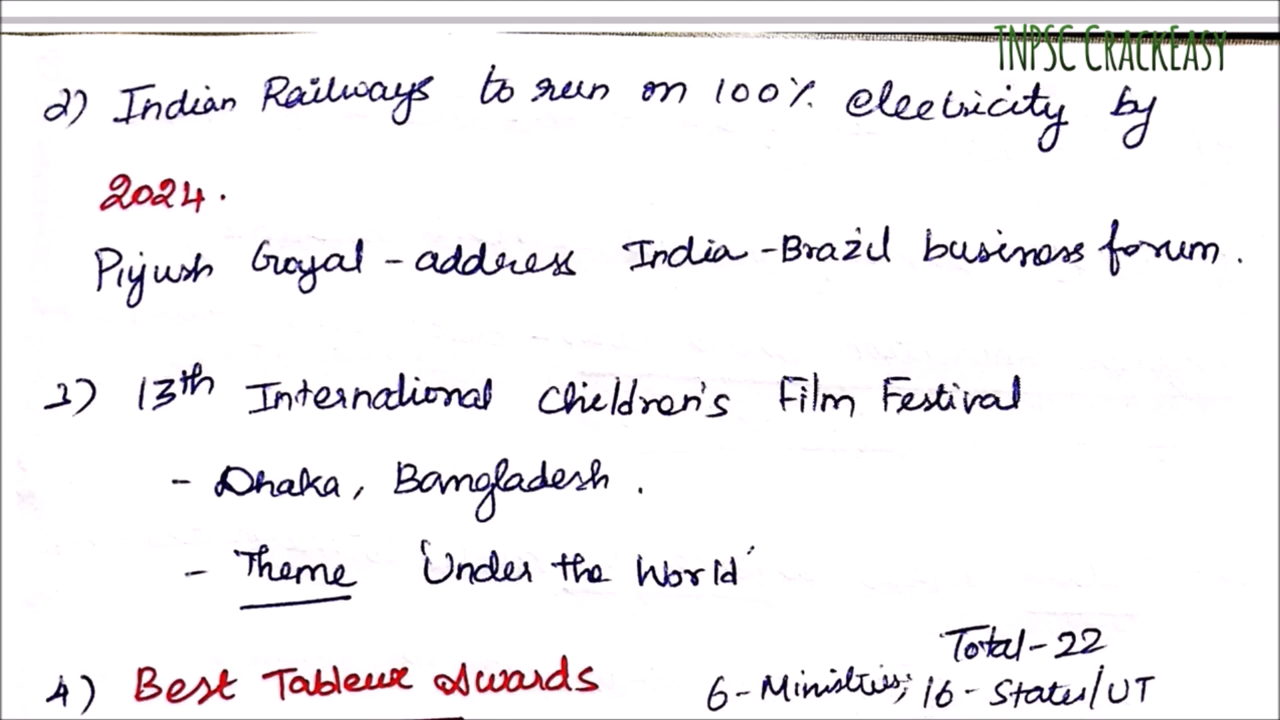 TNPSC CRACKEASY
2) Indian Railways to run on 100% electricity by
2024.
Piyush Goyal - address India - Brazil business forum.
3) 13th International Children's Film Festival
- Dhaka, Bangladesh.
- Theme 'Under the World'
Total - 22
4) Best Tableux Awards 6 - Ministries; 16 - States/UT